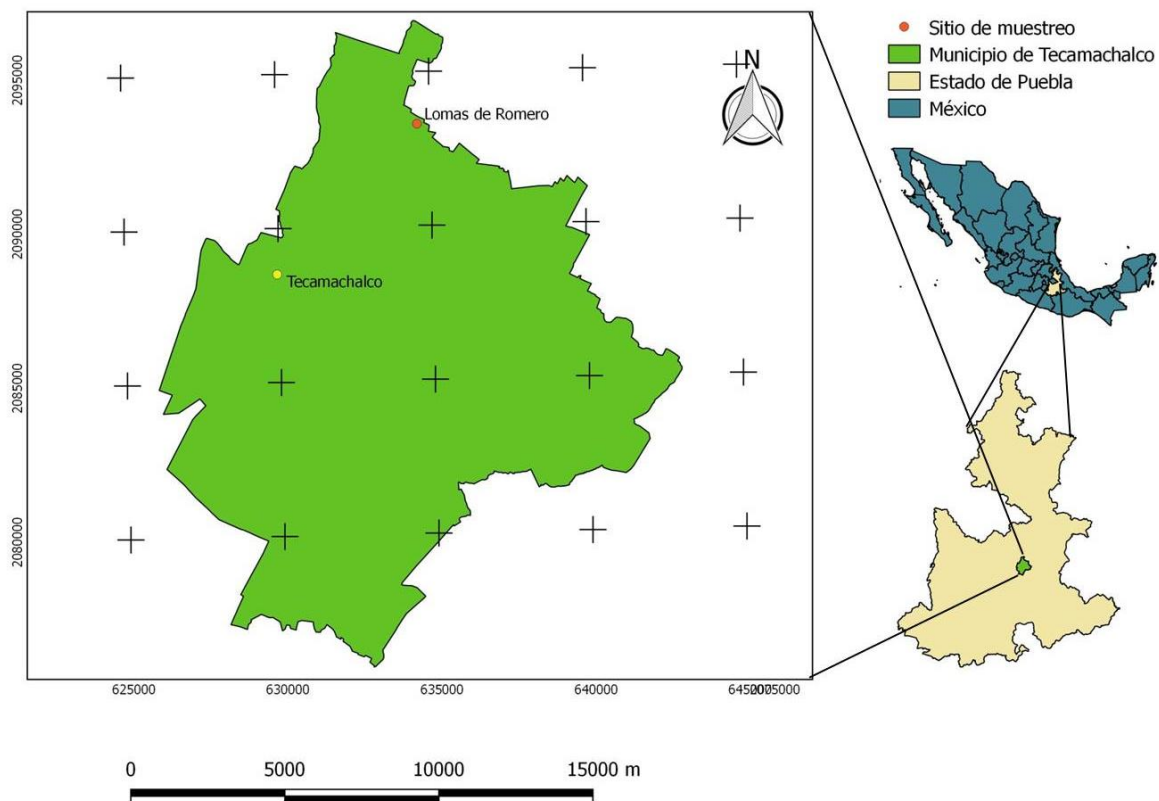 Sitio de muestreo
Municipio de Tecamachalco
Estado de Puebla
México
N
Lomas de Romero
Tecamachalco
2095000
2090000
2085000
2080000
625000
630000
635000
640000
645000
2075000
0
5000
10000
15000 m